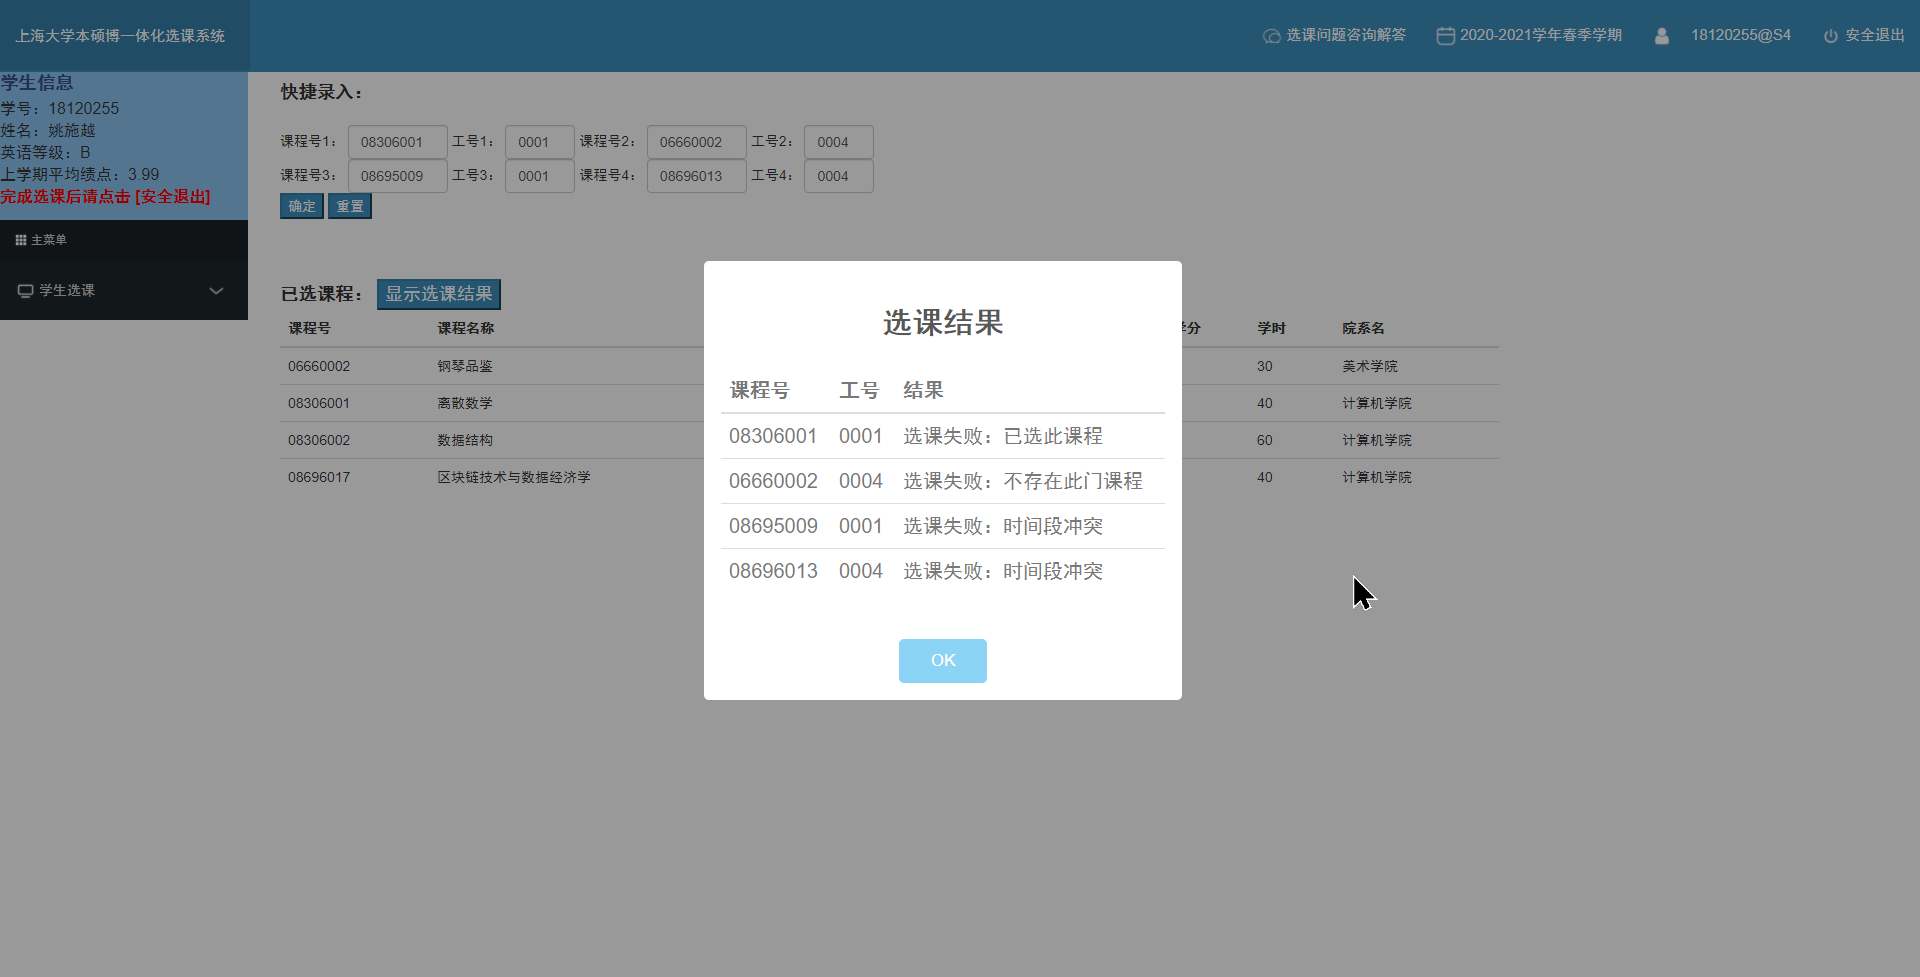 上海大学本硕博一体化选课系统
选课问题咨询解答 2020-2021学年春季学期 18120255@S4 安全退出
学生信息
学号：18120255
姓名：姚施越
英语等级：B
上学期平均绩点：3.99
完成选课后请点击 [安全退出]
主菜单
学生选课
快捷录入：
课程号1： 08306001 工号1： 0001 课程号2： 06660002 工号2： 0004
课程号3： 08695009 工号3： 0001 课程号4： 08696013 工号4： 0004
确定 重置
已选课程： 显示选课结果
课程号 课程名称 学分 学时 院系名
06660002 钢琴品鉴 30 美术学院
08306001 离散数学 40 计算机学院
08306002 数据结构 60 计算机学院
08696017 区块链技术与数据经济学 40 计算机学院
选课结果
课程号 工号 结果
08306001 0001 选课失败：已选此课程
06660002 0004 选课失败：不存在此门课程
08695009 0001 选课失败：时间段冲突
08696013 0004 选课失败：时间段冲突
OK